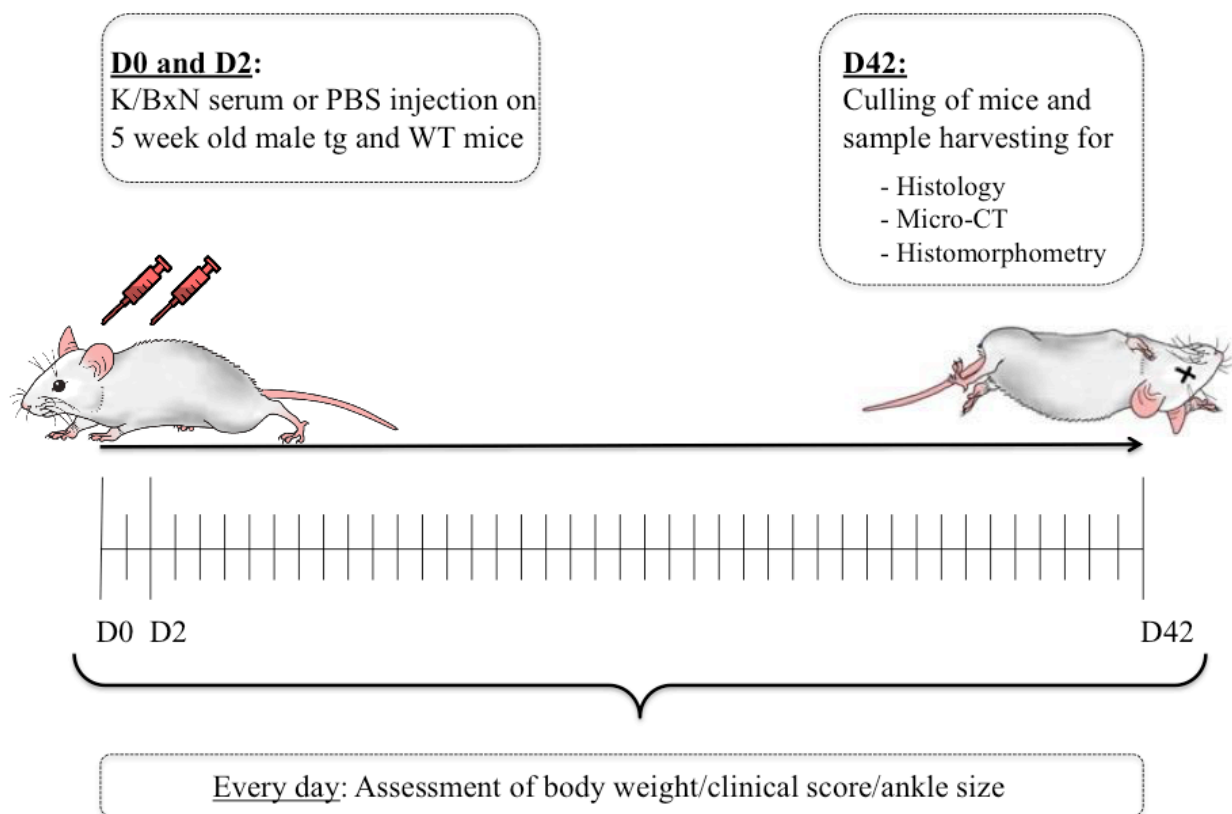 D0 and D2:
K/BxN serum or PBS injection on
5 week old male tg and WT mice
D42:
Culling of mice and
sample harvesting for
- Histology
- Micro-CT
- Histomorphometry
D0 D2 D42
Every day: Assessment of body weight/clinical score/ankle size